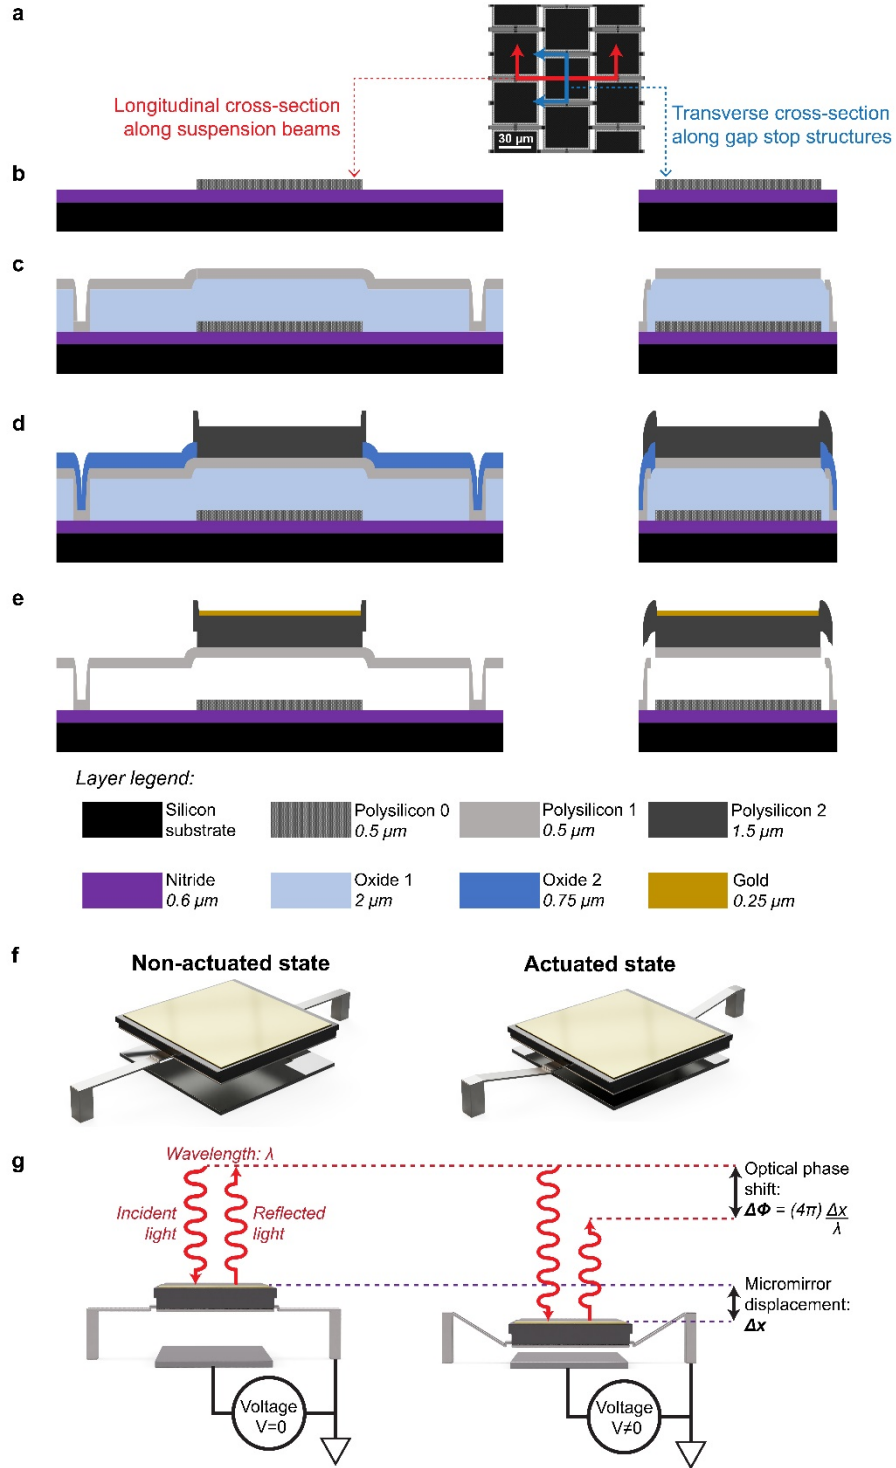 a
Longitudinal cross-section
along suspension beams
30 µm
Transverse cross-section
along gap stop structures
b
c
d
e
Layer legend:
Silicon
substrate
Polysilicon 0
0.5 µm
Polysilicon 1
0.5 µm
Polysilicon 2
1.5 µm
Nitride
0.6 µm
Oxide 1
2 µm
Oxide 2
0.75 µm
Gold
0.25 µm
f
Non-actuated state
Actuated state
g
Wavelength: λ
Incident
light
Reflected
light
Optical phase
shift:
ΔΦ = (4π) Δx/λ
Micromirror
displacement:
Δx
Voltage
V=0
Voltage
V≠0